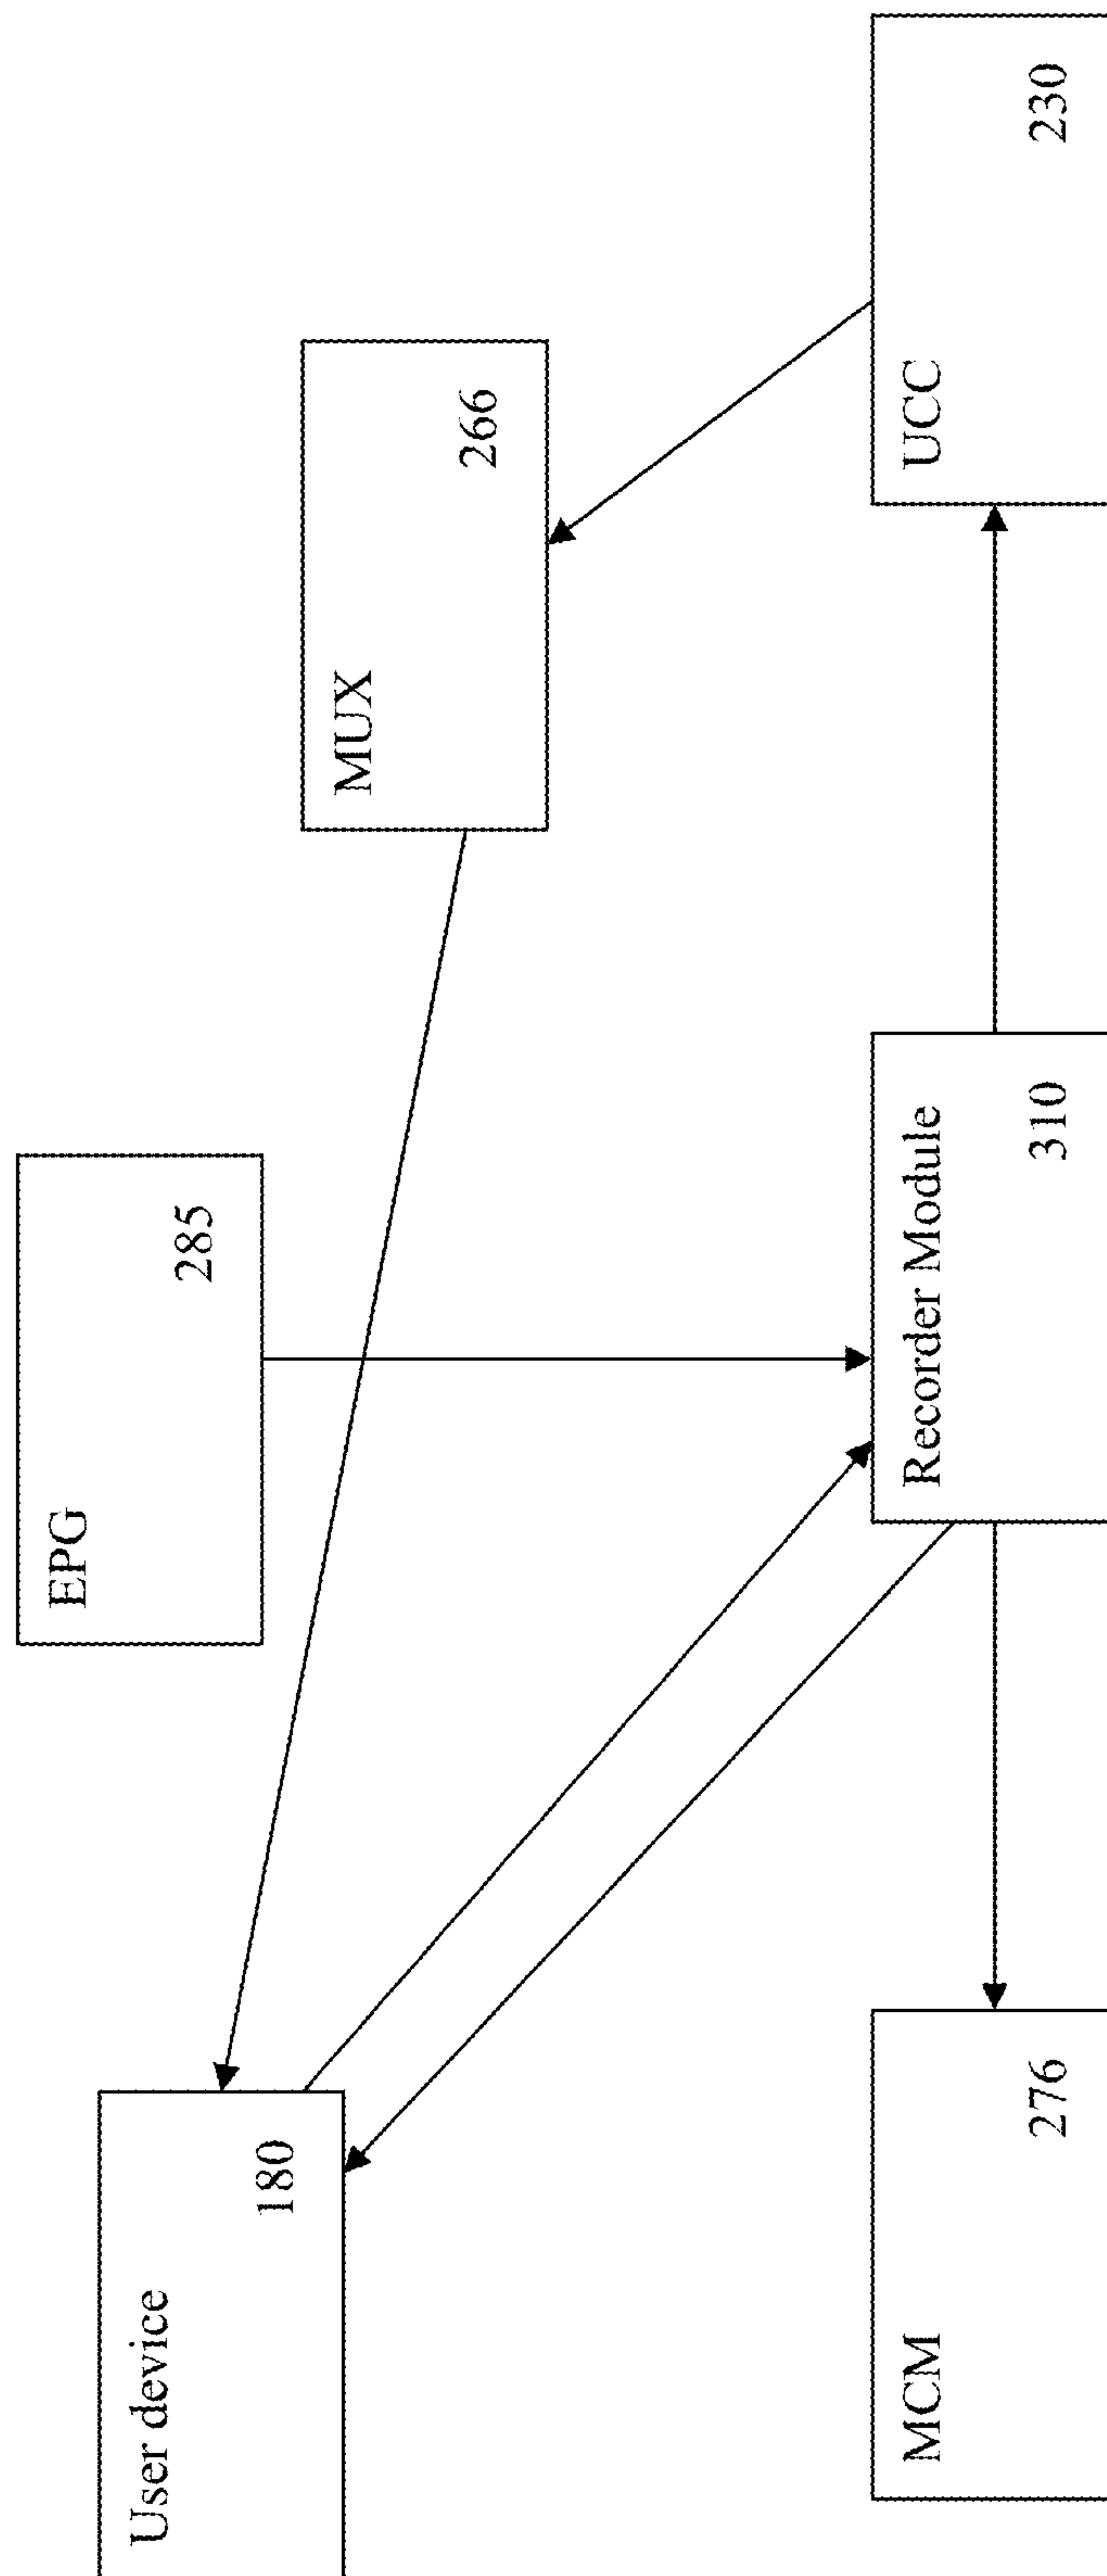 User device
180
EPG
285
MUX
266
MCM
276
Recorder Module
310
UCC
230